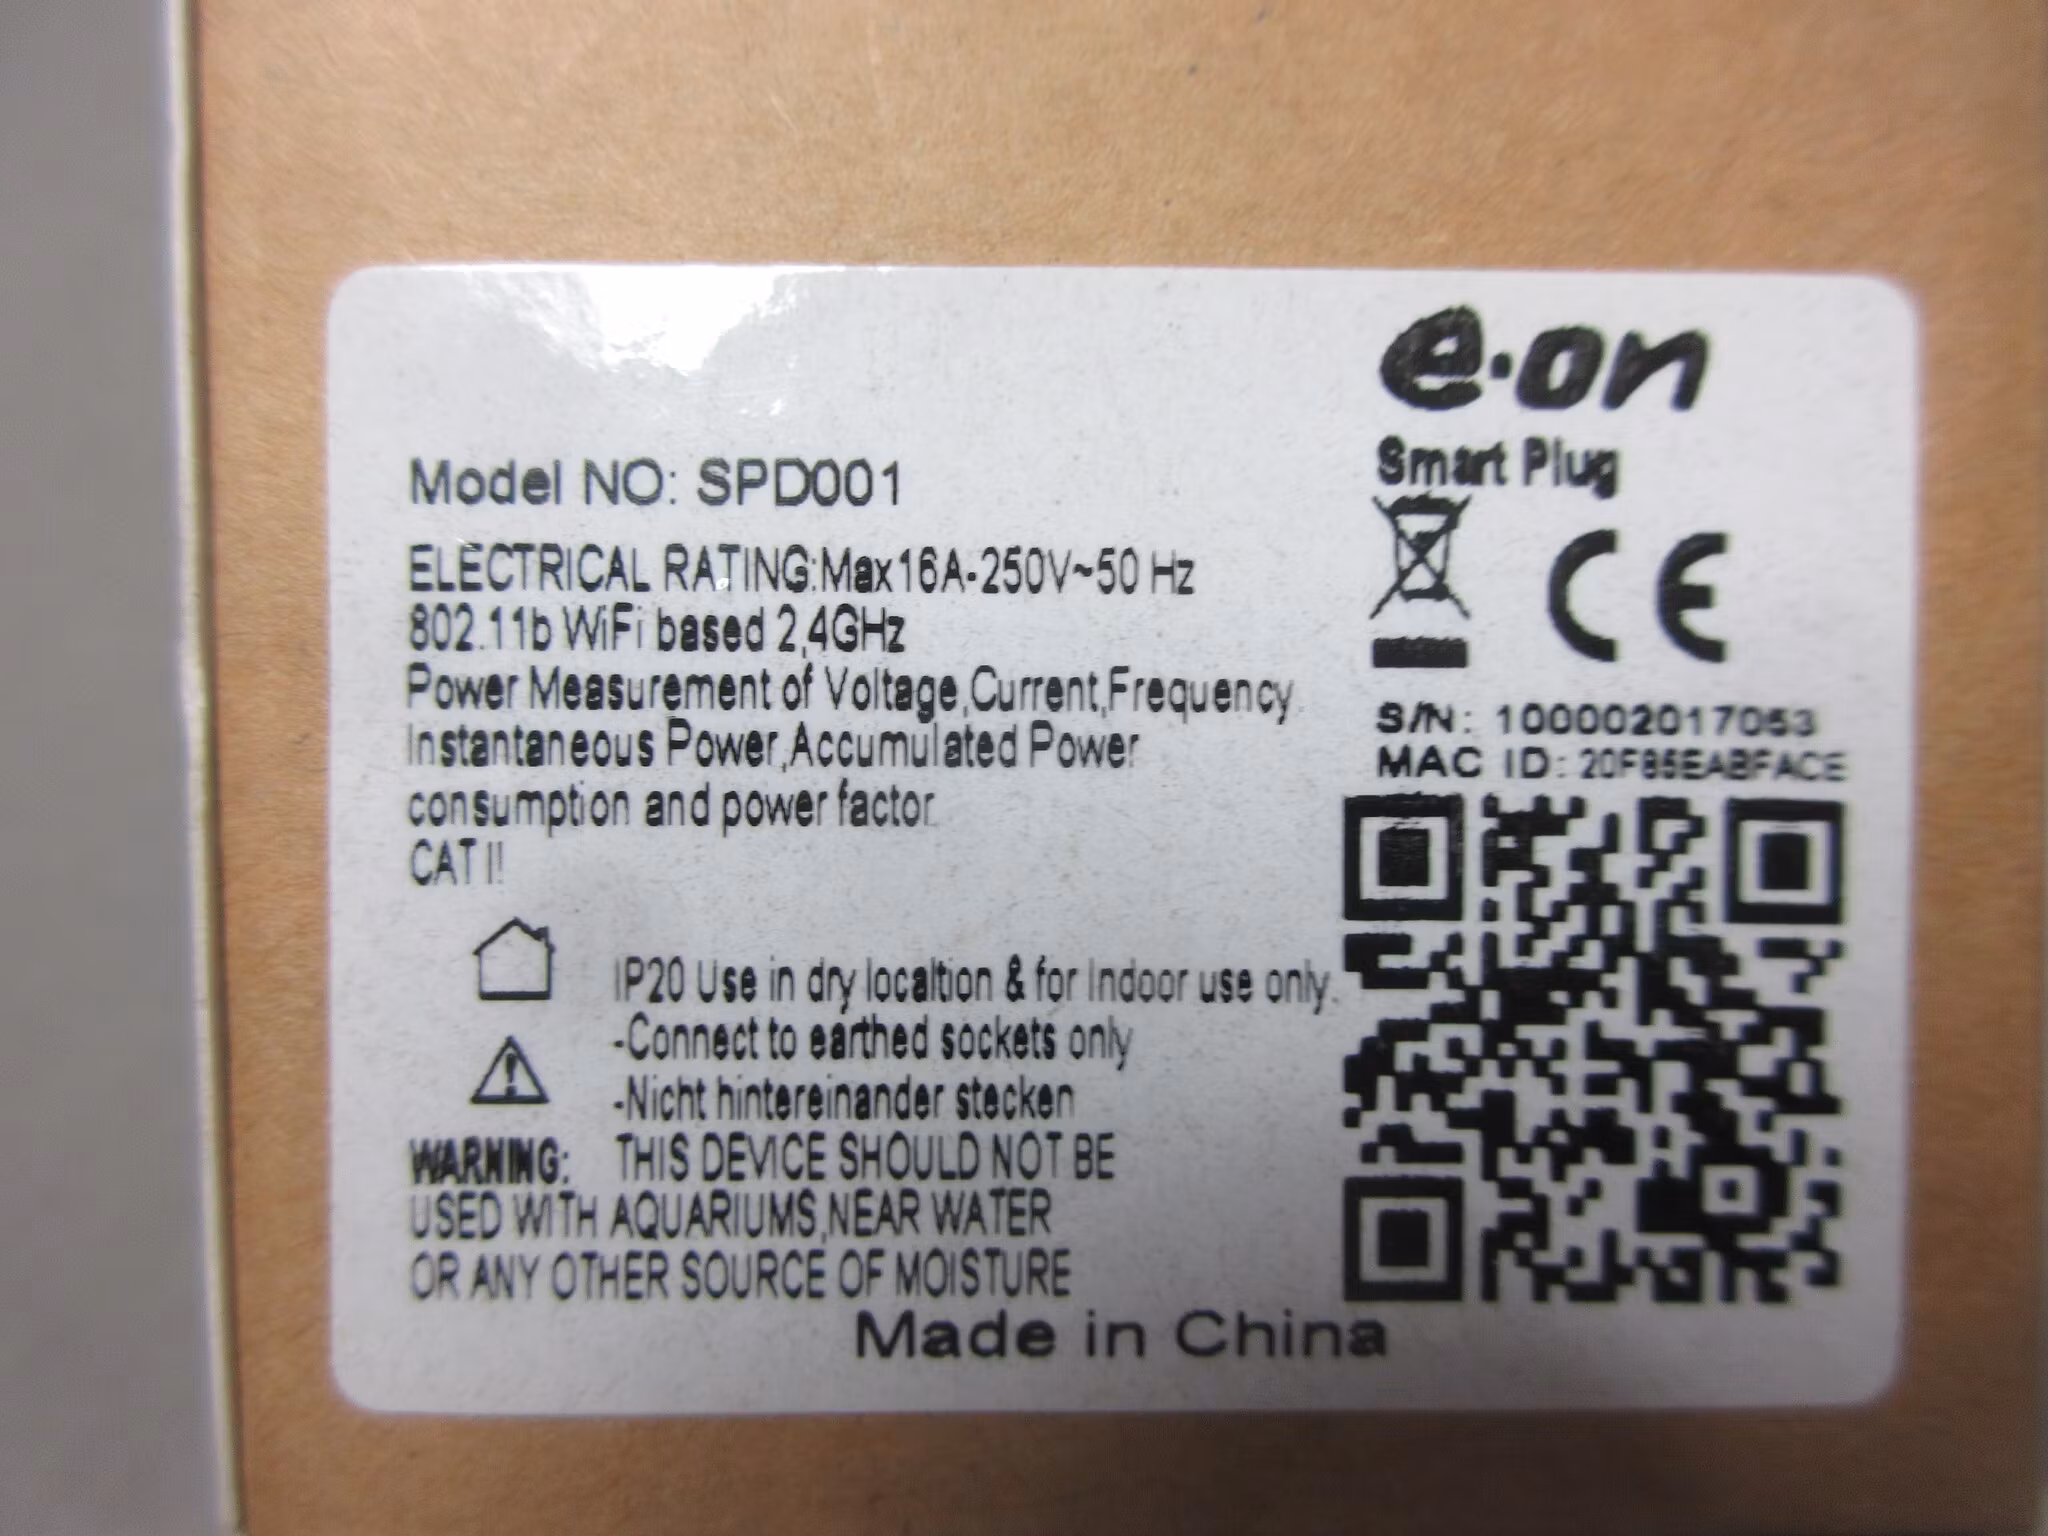 e·on
Smart Plug
Model NO: SPD001
ELECTRICAL RATING:Max16A-250V~50 Hz
802.11b WiFi based 2,4GHz
Power Measurement of Voltage,Current,Frequency
Instantaneous Power,Accumulated Power
consumption and power factor
CAT II
CE
S/N: 100002017053
MAC ID: 20F85EABFACE
IP20 Use in dry localtion & for Indoor use only.
-Connect to earthed sockets only
-Nicht hintereinander stecken
WARNING: THIS DEVICE SHOULD NOT BE
USED WITH AQUARIUMS,NEAR WATER
OR ANY OTHER SOURCE OF MOISTURE
Made in China